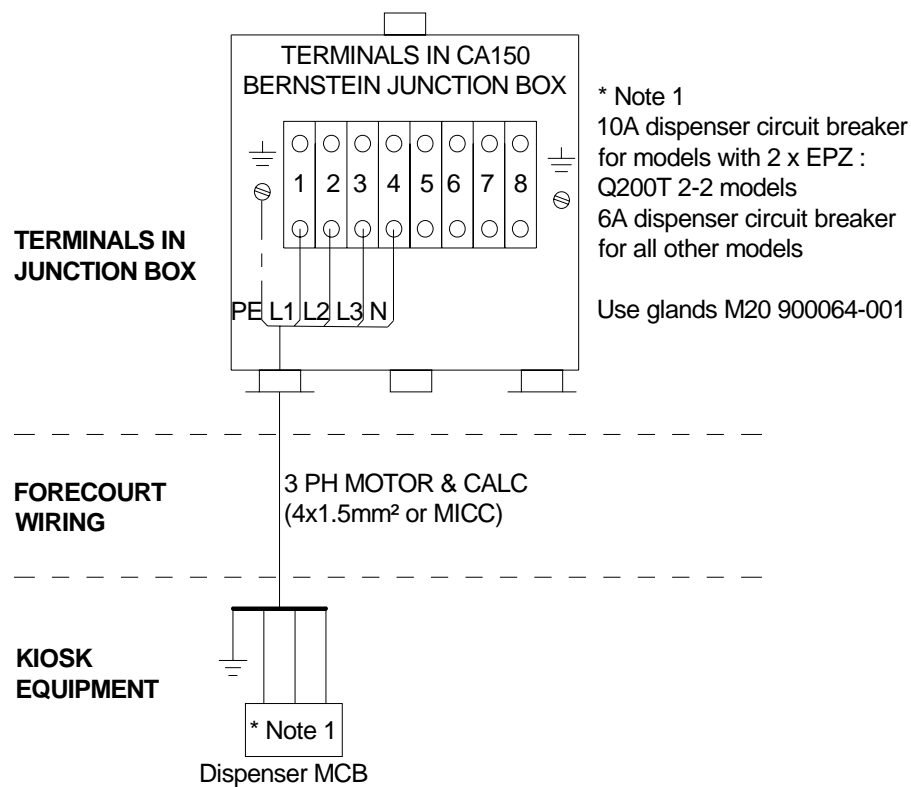 TERMINALS IN CA150
BERNSTEIN JUNCTION BOX
1 2 3 4 5 6 7 8
PE L1 L2 L3 N
* Note 1
10A dispenser circuit breaker
for models with 2 x EPZ :
Q200T 2-2 models
6A dispenser circuit breaker
for all other models
Use glands M20 900064-001
TERMINALS IN
JUNCTION BOX
FORECOURT
WIRING
3 PH MOTOR & CALC
(4x1.5mm² or MICC)
KIOSK
EQUIPMENT
* Note 1
Dispenser MCB